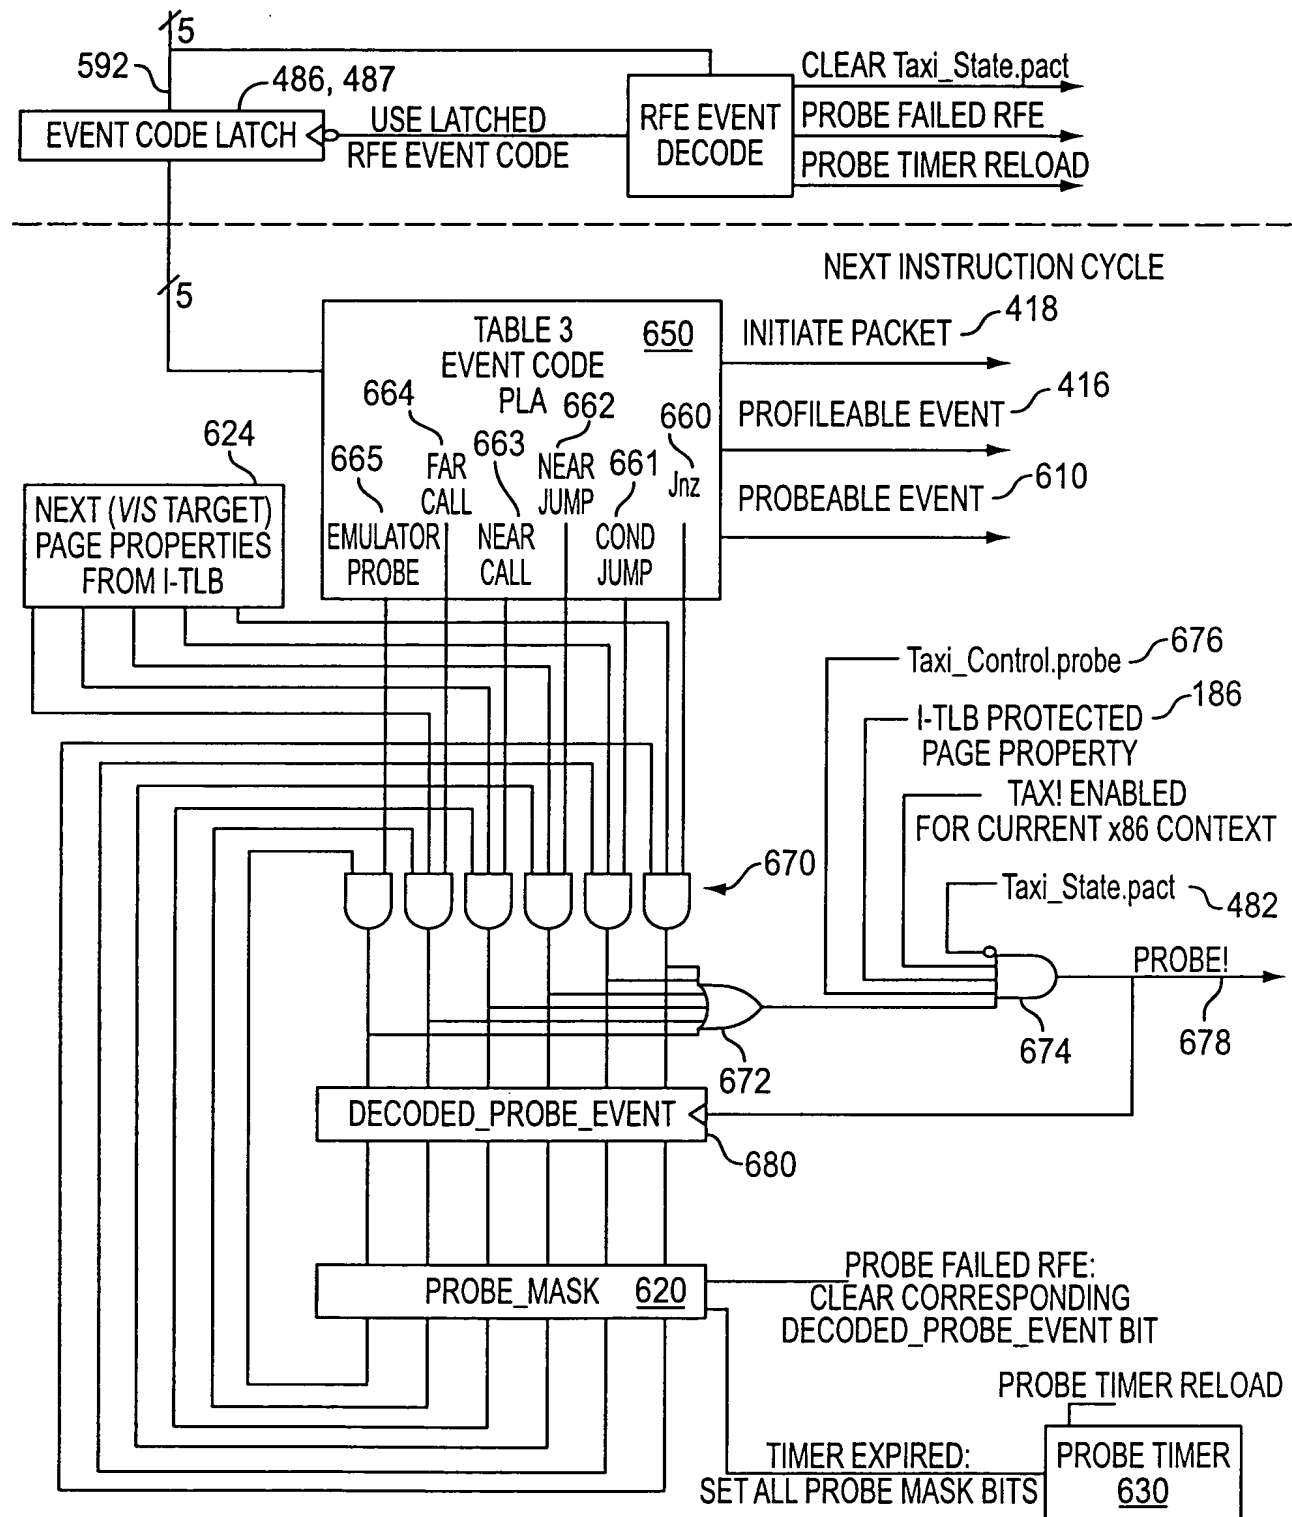 5
592
486, 487
EVENT CODE LATCH
USE LATCHED
RFE EVENT CODE
RFE EVENT
DECODE
CLEAR Taxi_State.pact
PROBE FAILED RFE
PROBE TIMER RELOAD
NEXT INSTRUCTION CYCLE
5
TABLE 3
EVENT CODE
PLA
650
INITIATE PACKET
418
PROFILEABLE EVENT
416
PROBEABLE EVENT
610
665
EMULATOR
PROBE
664
FAR
CALL
663
NEAR
CALL
662
NEAR
JUMP
661
COND
JUMP
660
Jnz
624
NEXT (V/S TARGET)
PAGE PROPERTIES
FROM I-TLB
Taxi_Control.probe
676
I-TLB PROTECTED
PAGE PROPERTY
186
TAX! ENABLED
FOR CURRENT x86 CONTEXT
Taxi_State.pact
482
670
672
674
PROBE!
678
DECODED_PROBE_EVENT
680
PROBE_MASK
620
PROBE FAILED RFE:
CLEAR CORRESPONDING
DECODED_PROBE_EVENT BIT
PROBE TIMER RELOAD
TIMER EXPIRED:
SET ALL PROBE MASK BITS
PROBE TIMER
630